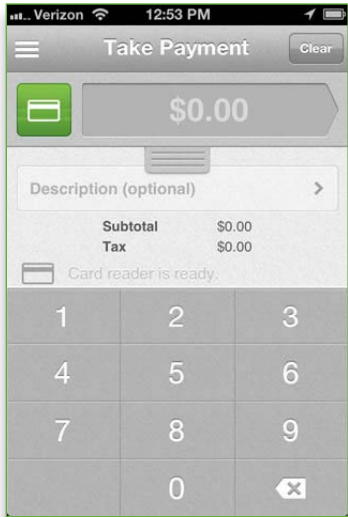 Verizon 12:53 PM
Take Payment Clear
$0.00
Description (optional)
Subtotal $0.00
Tax $0.00
Card reader is ready.
1 2 3
4 5 6
7 8 9
0